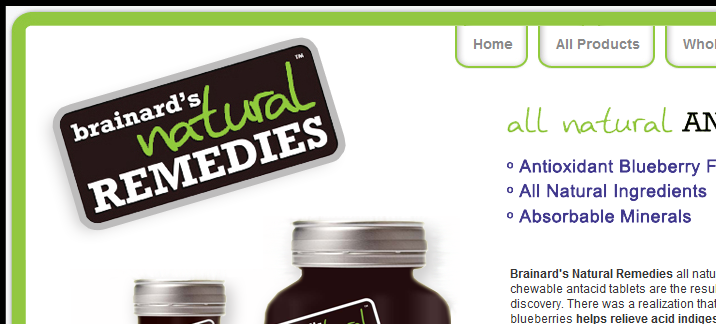 Home
All Products
brainard's
natural™
REMEDIES
all natural
º Antioxidant Blueberry
º All Natural Ingredients
º Absorbable Minerals
Brainard's Natural Remedies all
chewable antacid tablets are the
discovery. There was a realization that
blueberries helps relieve acid
natural